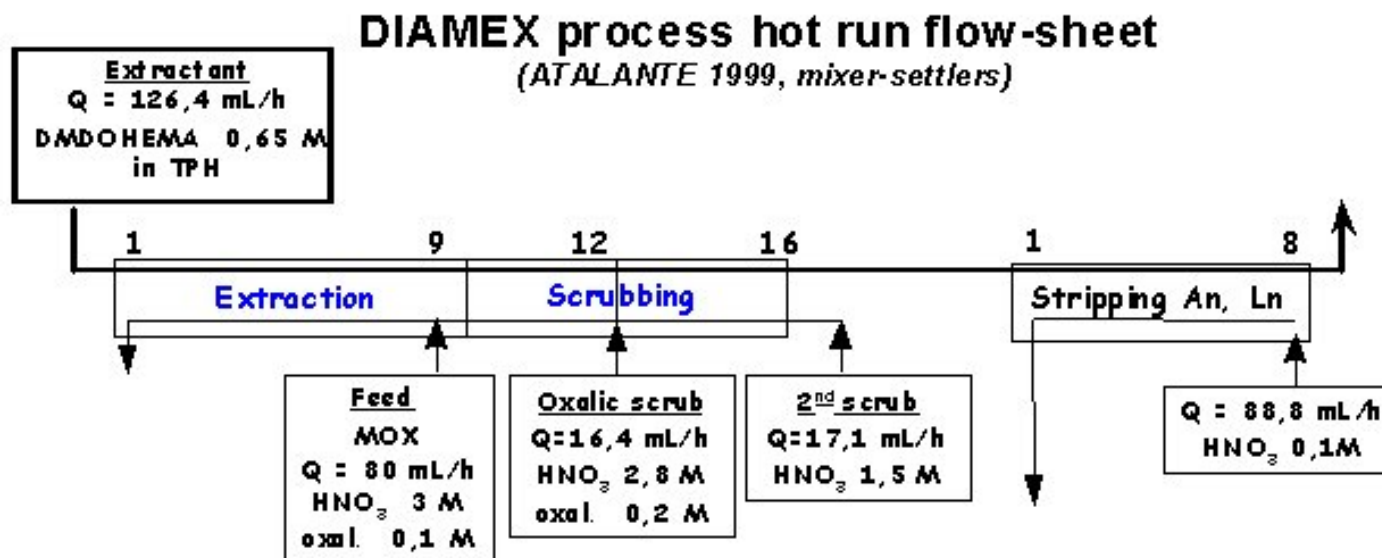 DIAMEX process hot run flow-sheet
(ATALANTE 1999, mixer-settlers)
Extractant
Q = 126,4 mL/h
DMDOHEMA 0,65 M
in TPH
1 9 12 16 1 8
Extraction Scrubbing Stripping An, Ln
Feed
MOX
Q = 80 mL/h
HNO₃ 3 M
oxal. 0,1 M
Oxalic scrub
Q=16,4 mL/h
HNO₃ 2,8 M
oxal. 0,2 M
2nd scrub
Q=17,1 mL/h
HNO₃ 1,5 M
Q = 88,8 mL/h
HNO₃ 0,1M